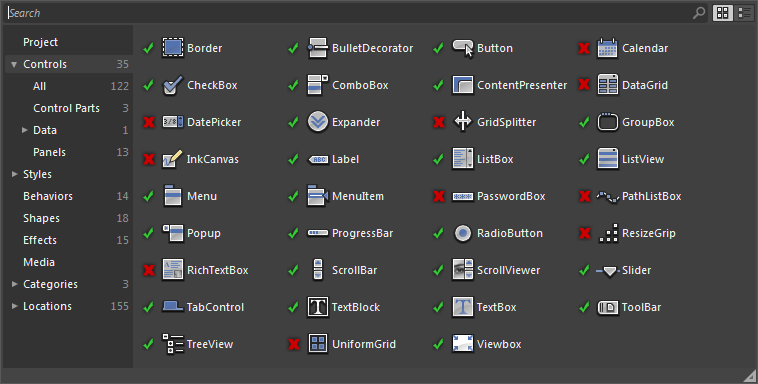 Search
Project
Controls 35
All 122
Control Parts 3
Data 1
Panels 13
Styles
Behaviors 14
Shapes 18
Effects 15
Media
Categories 3
Locations 155
Border BulletDecorator Button Calendar
CheckBox ComboBox ContentPresenter DataGrid
3/8 DatePicker Expander GridSplitter GroupBox
InkCanvas ABC Label ListBox ListView
Menu MenuItem PasswordBox PathListBox
Popup ProgressBar RadioButton ResizeGrip
A RichTextBox ScrollBar ScrollViewer Slider
TabControl T TextBlock T TextBox ToolBar
TreeView UniformGrid Viewbox